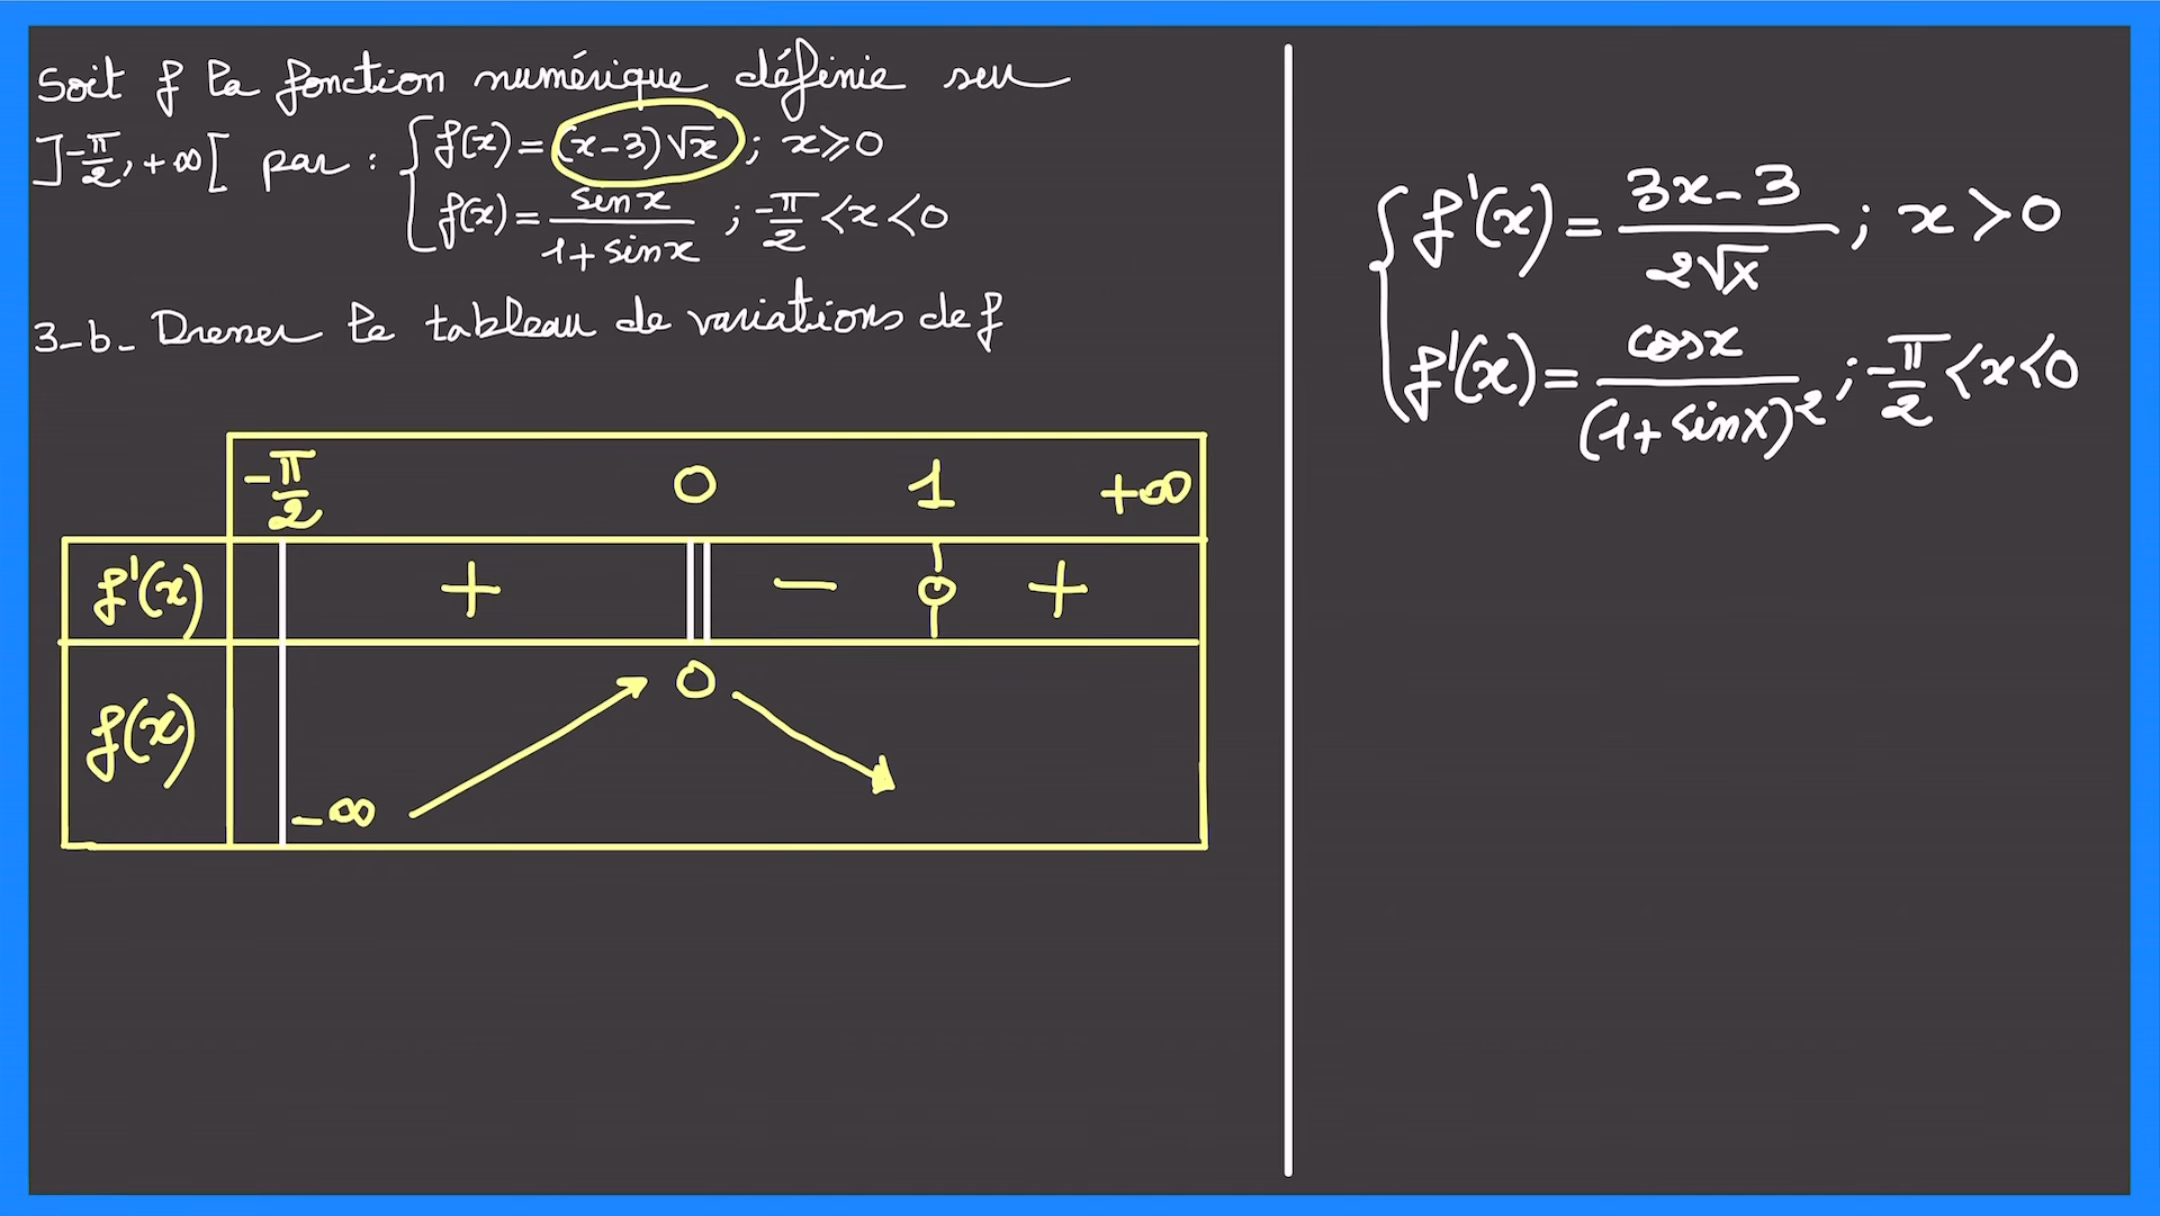 Soit f la fonction numérique définie sur
]-π/2, +∞[ par : { f(x) = (x-3)√x ; x ⩾ 0
f(x) = sin x / (1 + sin x) ; -π/2 < x < 0
3-b- Dresser le tableau de variations de f
{ f'(x) = (3x-3) / (2√x) ; x > 0
f'(x) = cos x / (1 + sin x)² ; -π/2 < x < 0
-π/2 0 1 +∞
f'(x) + || - 0 +
f(x) -∞ ↗ 0 ↘